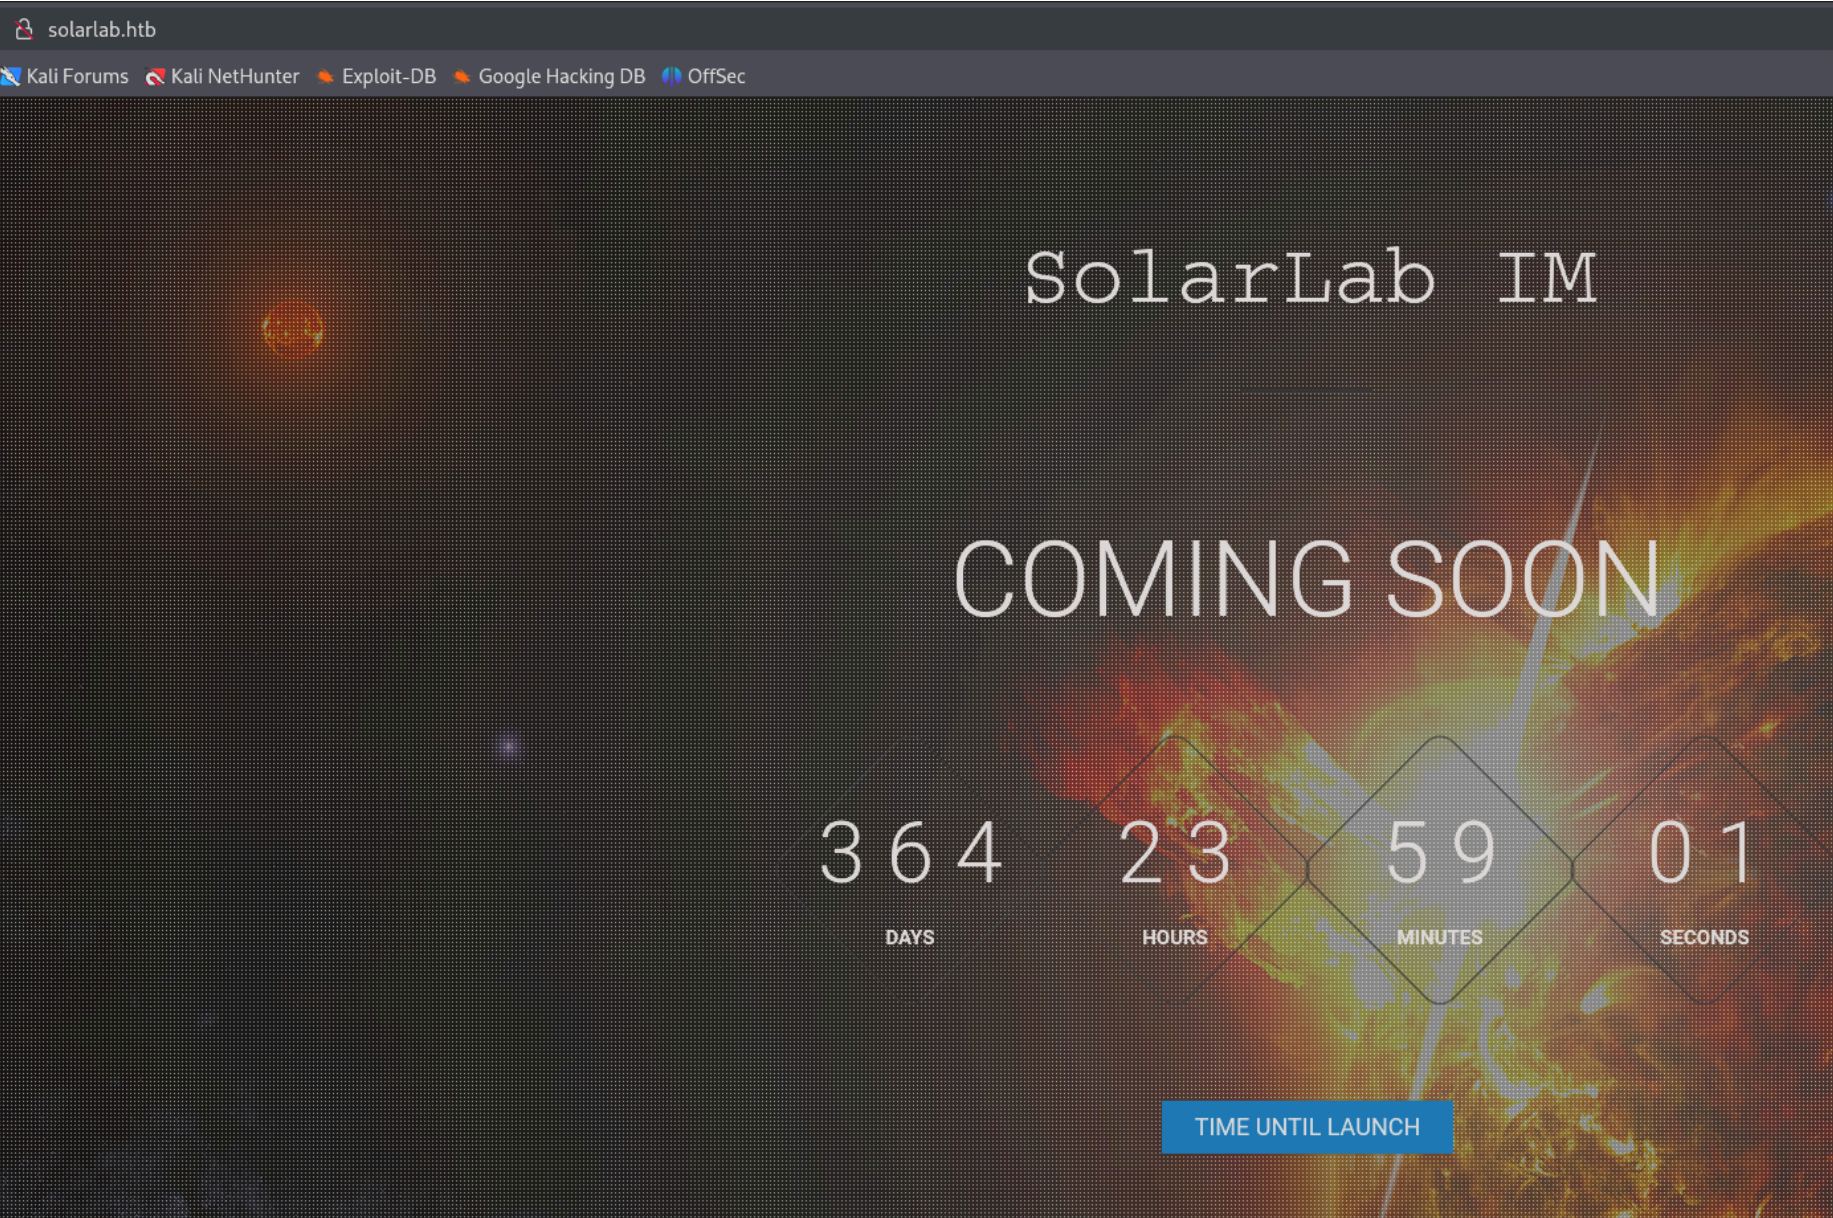 solarlab.htb
Kali Forums Kali NetHunter Exploit-DB Google Hacking DB OffSec
SolarLab IM
COMING SOON
364 23 59 01
DAYS HOURS MINUTES SECONDS
TIME UNTIL LAUNCH